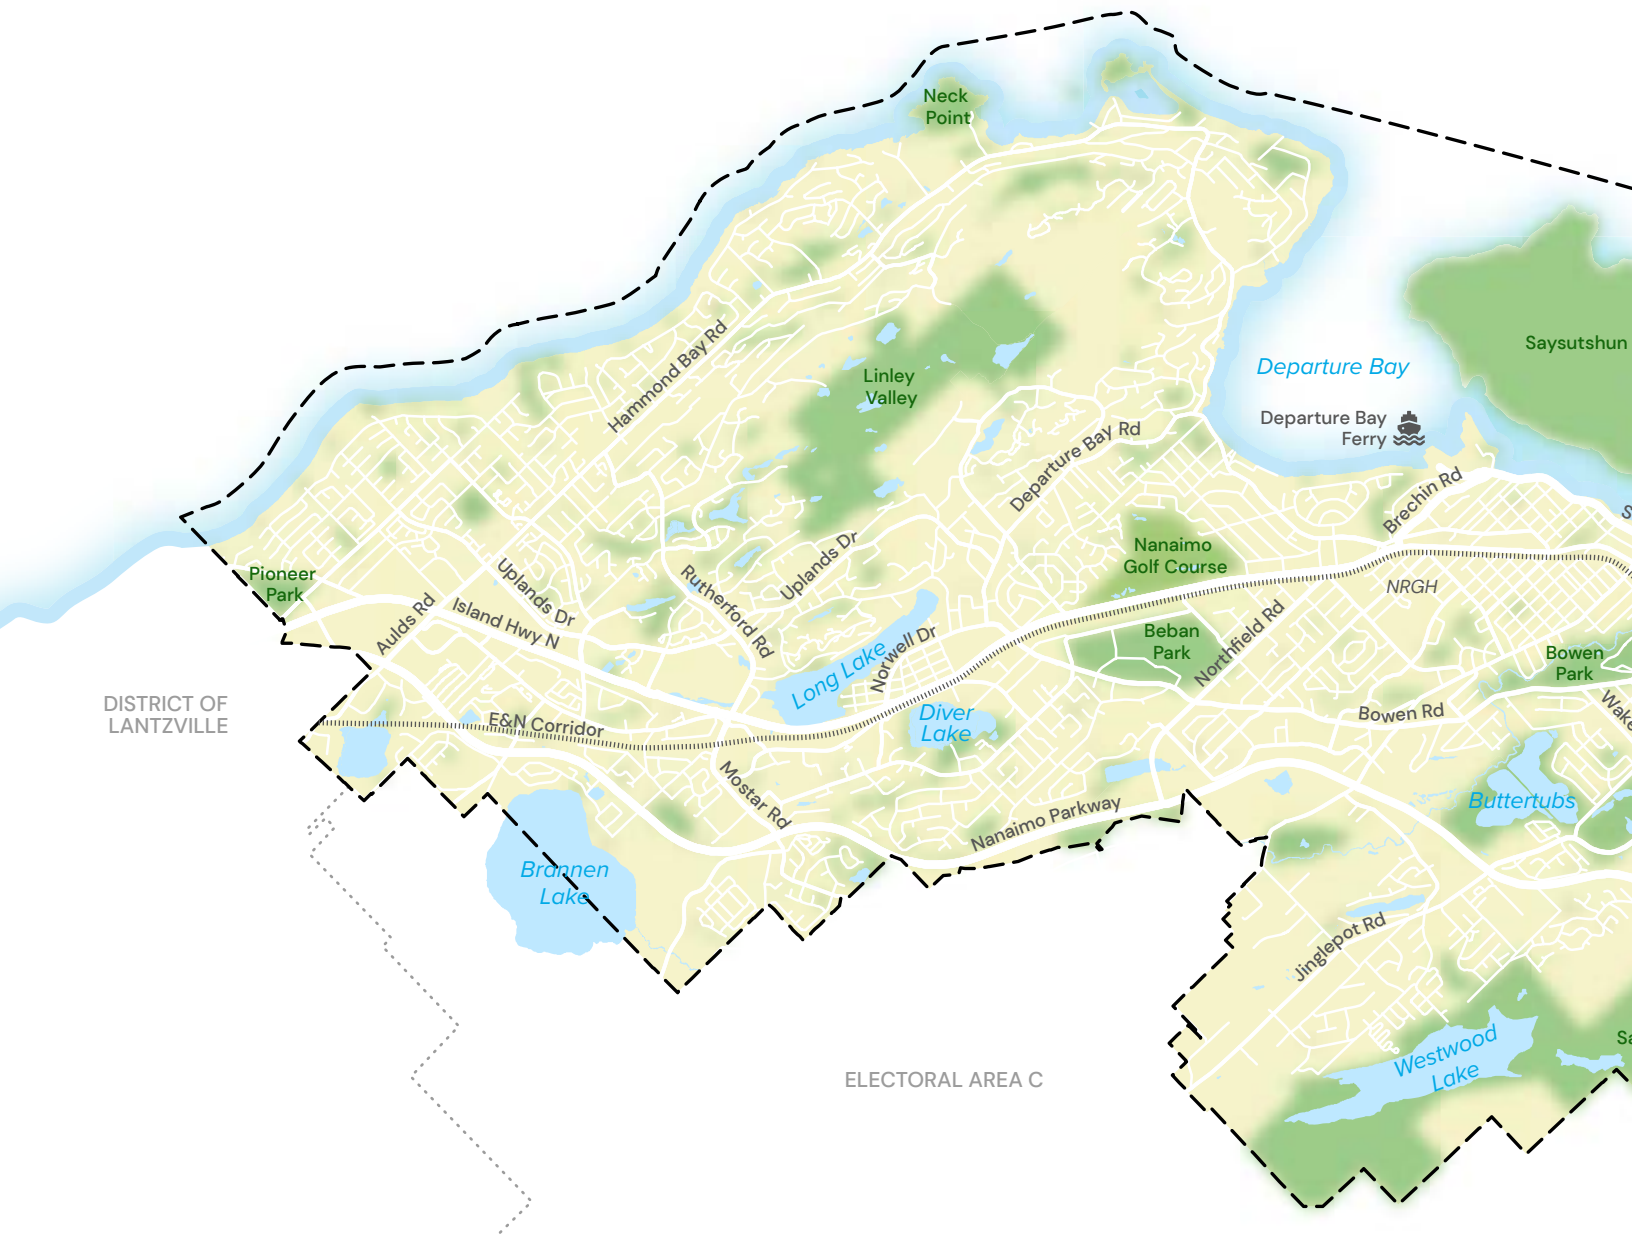 Neck
Point
Saysutshun
Hammond Bay Rd
Linley
Valley
Departure Bay
Departure Bay
Ferry
Departure Bay Rd
Brechin Rd
Nanaimo
Golf Course
NRGH
Pioneer
Park
Uplands Dr
Uplands Dr
Rutherford Rd
Aulds Rd
Island Hwy N
Norwell Dr
Long Lake
Beban
Park
Northfield Rd
Bowen
Park
DISTRICT OF
LANTZVILLE
E&N Corridor
Diver
Lake
Bowen Rd
Mostar Rd
Nanaimo Parkway
Buttertubs
Brannen
Lake
Jinglepot Rd
Westwood
Lake
ELECTORAL AREA C